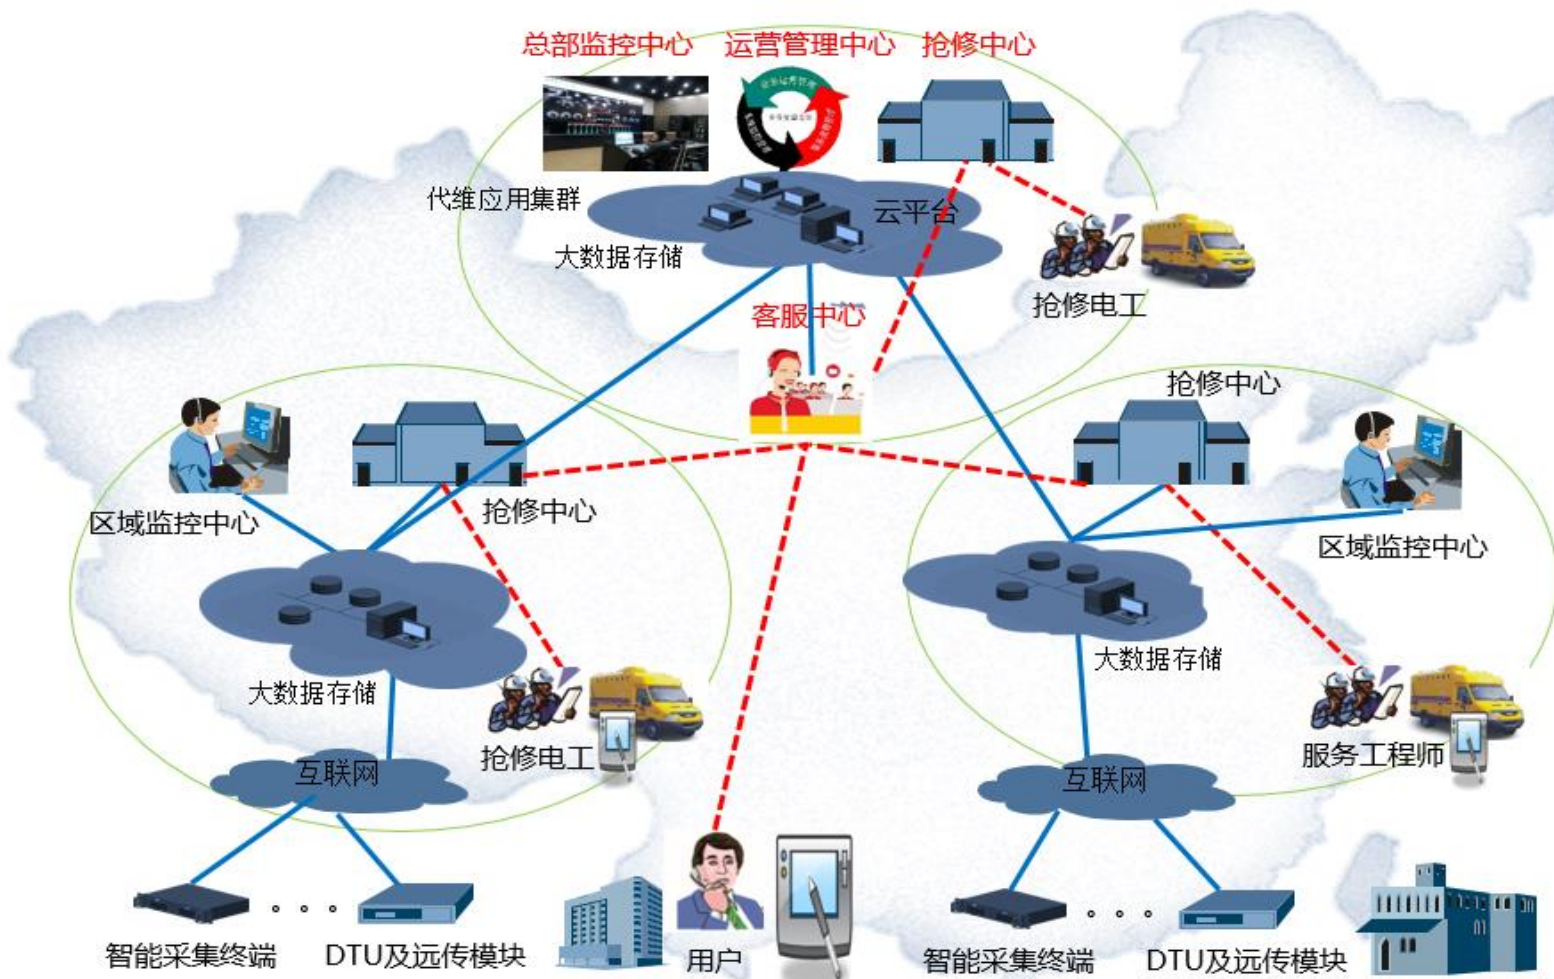 总部监控中心
运营管理中心
抢修中心
代维应用集群
云平台
大数据存储
抢修电工
客服中心
抢修中心
区域监控中心
抢修中心
区域监控中心
大数据存储
大数据存储
抢修电工
服务工程师
互联网
互联网
智能采集终端
DTU及远传模块
用户
智能采集终端
DTU及远传模块